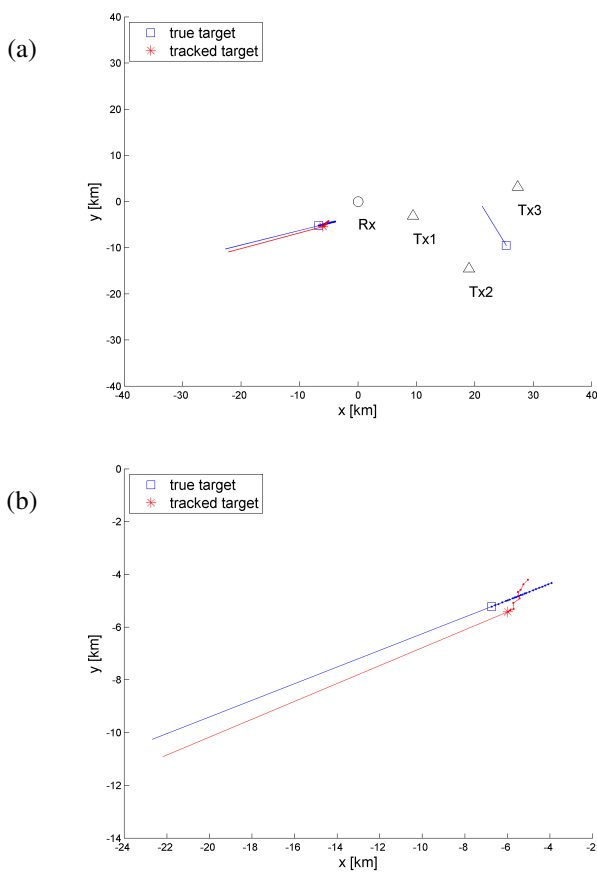 (a)
true target
tracked target
40
30
20
10
0
-10
-20
-30
-40
y [km]
Rx
Tx1
Tx2
Tx3
-40 -30 -20 -10 0 10 20 30 40
x [km]
(b)
true target
tracked target
0
-2
-4
-6
-8
-10
-12
-14
y [km]
-24 -22 -20 -18 -16 -14 -12 -10 -8 -6 -4 -2
x [km]